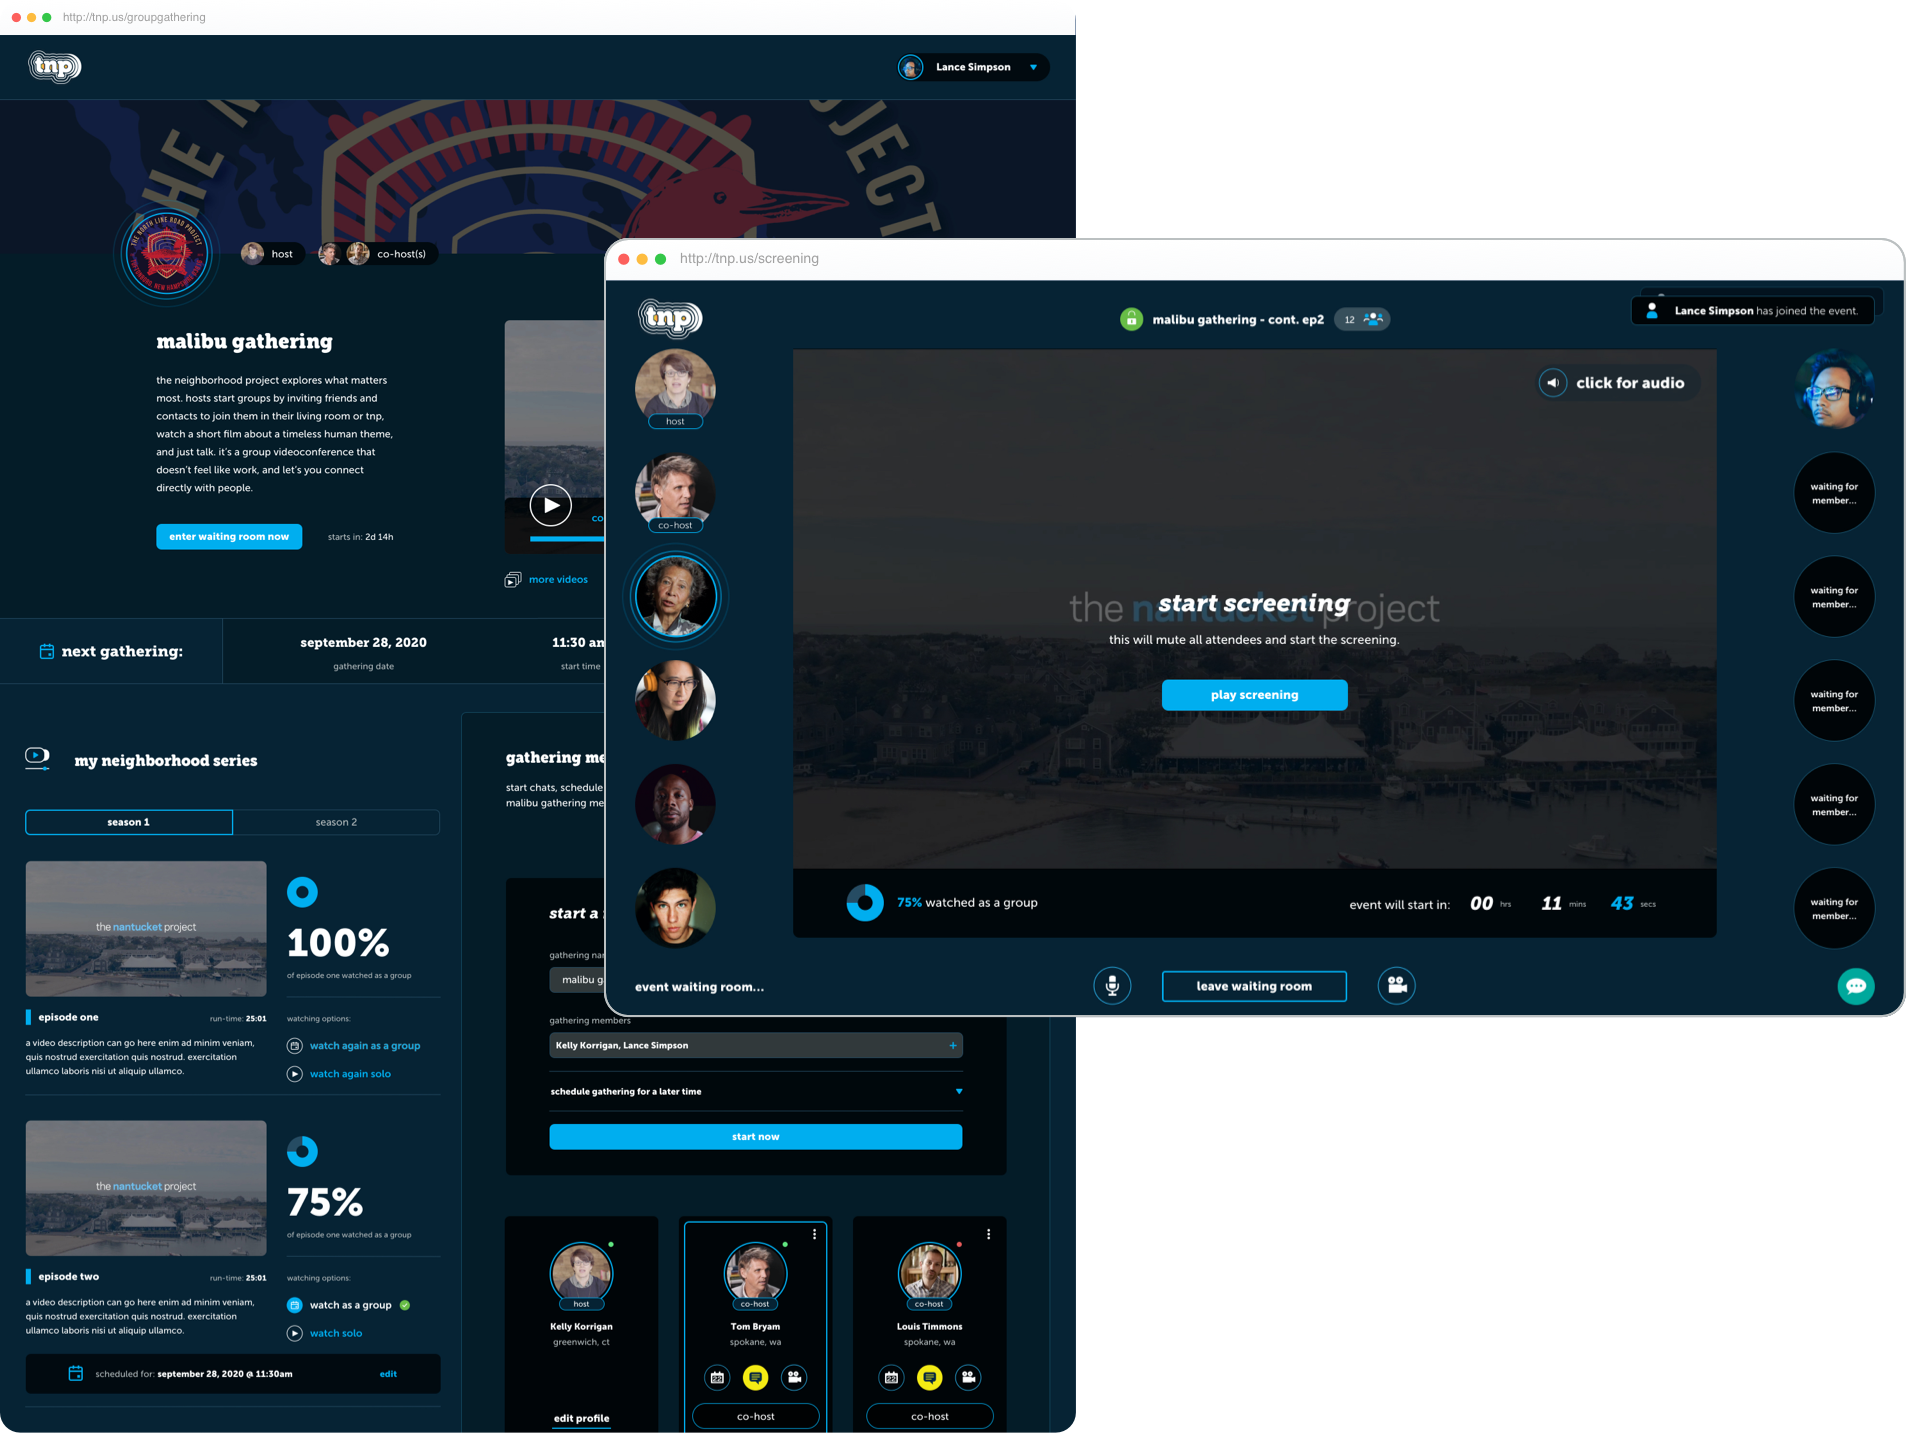 http://tnp.us/groupgathering
tnp
Lance Simpson
THE N
OJECT
THE NORTH LINE ROAD PROJECT
host
co-host(s)
malibu gathering
the neighborhood project explores what matters
most. hosts start groups by inviting friends and
contacts to join them in their living room or tnp,
watch a short film about a timeless human theme,
and just talk. it's a group videoconference that
doesn't feel like work, and let's you connect
directly with people.
enter waiting room now
starts in: 2d 14h
co
more videos
next gathering:
september 28, 2020
gathering date
11:30 am
start time
my neighborhood series
season 1
season 2
the nantucket project
100%
of episode one watched as a group
episode one
run-time: 25:01
a video description can go here enim ad minim veniam,
quis nostrud exercitation quis nostrud. exercitation
ullamco laboris nisi ut aliquip ullamco.
watching options:
watch again as a group
watch again solo
the nantucket project
75%
of episode one watched as a group
episode two
run-time: 25:01
a video description can go here enim ad minim veniam,
quis nostrud exercitation quis nostrud. exercitation
ullamco laboris nisi ut aliquip ullamco.
watching options:
watch as a group
watch solo
scheduled for: september 28, 2020 @ 11:30am
edit
gathering me
start chats, schedule
malibu gathering me
start a
gathering nam
malibu g
gathering members
Kelly Korrigan, Lance Simpson
+
schedule gathering for a later time
start now
host
Kelly Korrigan
greenwich, ct
edit profile
co-host
Tom Bryam
spokane, wa
co-host
co-host
Louis Timmons
spokane, wa
co-host
http://tnp.us/screening
tnp
malibu gathering - cont. ep2
12
Lance Simpson has joined the event.
host
co-host
click for audio
the nantucket project
start screening
this will mute all attendees and start the screening.
play screening
75% watched as a group
event will start in:
00 hrs
11 mins
43 secs
waiting for
member...
waiting for
member...
waiting for
member...
waiting for
member...
waiting for
member...
event waiting room...
leave waiting room